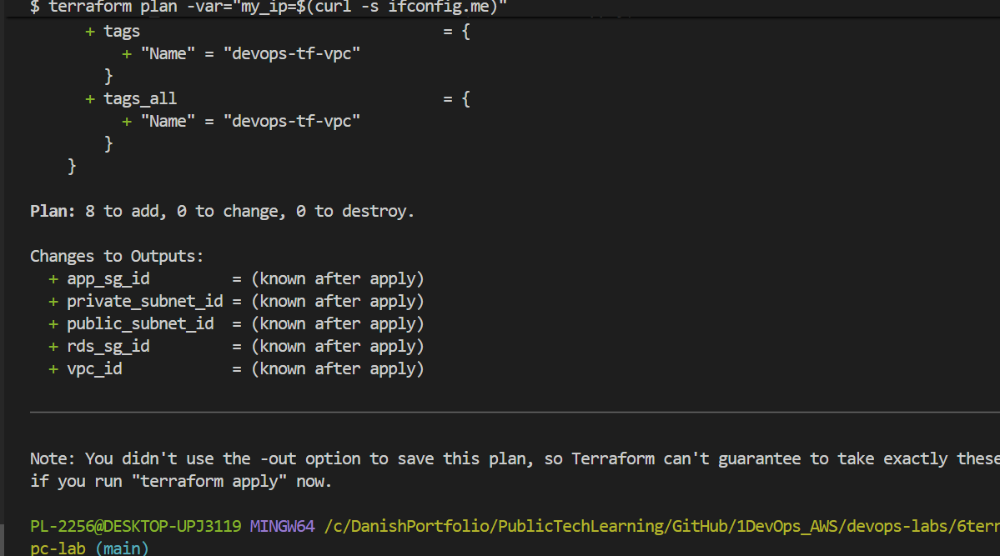 $ terraform plan -var="my_ip=$(curl -s ifconfig.me)"
+ tags = {
+ "Name" = "devops-tf-vpc"
}
+ tags_all = {
+ "Name" = "devops-tf-vpc"
}
}
Plan: 8 to add, 0 to change, 0 to destroy.
Changes to Outputs:
+ app_sg_id = (known after apply)
+ private_subnet_id = (known after apply)
+ public_subnet_id = (known after apply)
+ rds_sg_id = (known after apply)
+ vpc_id = (known after apply)
Note: You didn't use the -out option to save this plan, so Terraform can't guarantee to take exactly these
if you run "terraform apply" now.
PL-2256@DESKTOP-UPJ3119 MINGW64 /c/DanishPortfolio/PublicTechLearning/GitHub/1DevOps_AWS/devops-labs/6terr
pc-lab (main)